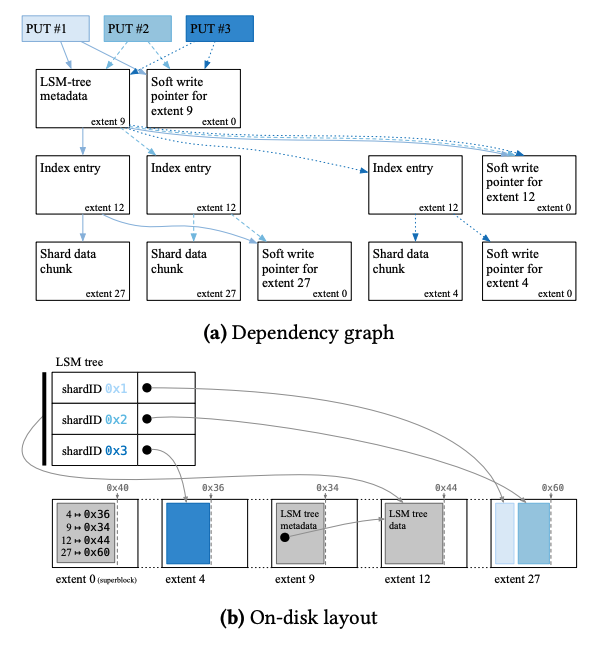 PUT #1
PUT #2
PUT #3
LSM-tree
metadata
extent 9
Soft write
pointer for
extent 9
extent 0
Index entry
extent 12
Index entry
extent 12
Index entry
extent 12
Soft write
pointer for
extent 12
extent 0
Shard data
chunk
extent 27
Shard data
chunk
extent 27
Soft write
pointer for
extent 27
extent 0
Shard data
chunk
extent 4
Soft write
pointer for
extent 4
extent 0
(a) Dependency graph
LSM tree
shardID 0x1
shardID 0x2
shardID 0x3
0x40
0x36
0x34
0x44
0x60
4 ↦ 0x36
9 ↦ 0x34
12 ↦ 0x44
27 ↦ 0x60
LSM tree
metadata
LSM tree
data
extent 0 (superblock)
extent 4
extent 9
extent 12
extent 27
(b) On-disk layout